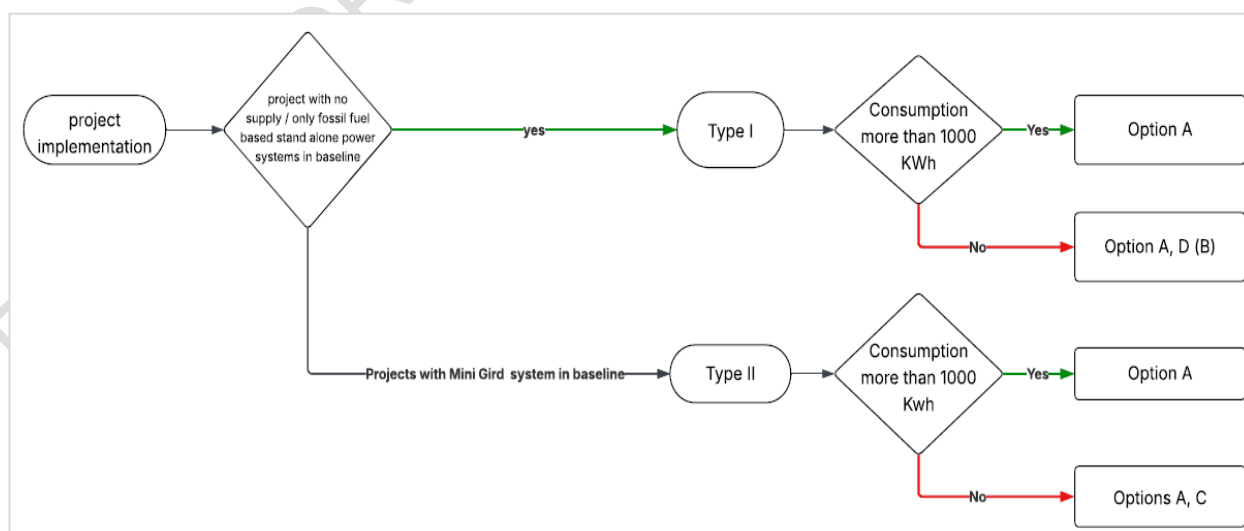 project
implementation
project with no
supply / only fossil fuel
based stand alone power
systems in baseline
yes
Type I
Consumption
more than 1000
KWh
Yes
Option A
No
Option A, D (B)
Projects with Mini Gird system in baseline
Type II
Consumption
more than 1000
Kwh
Yes
Option A
No
Options A, C